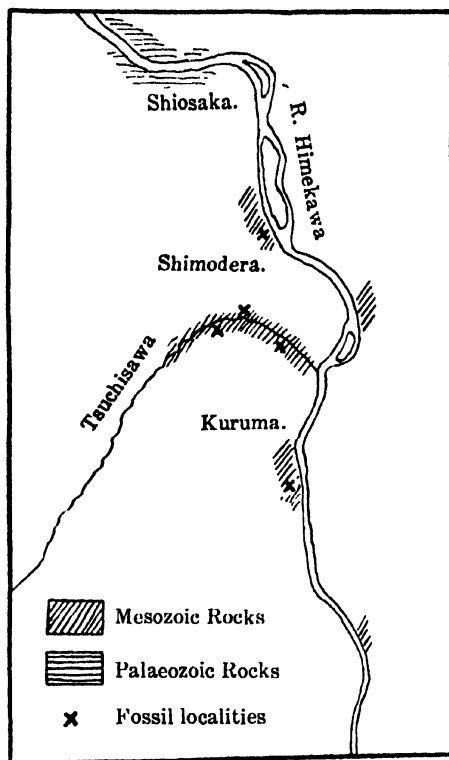 Shiosaka.
R. Himekawa
Shimodera.
Tsuchisawa
Kuruma.
Mesozoic Rocks
Palaeozoic Rocks
Fossil localities